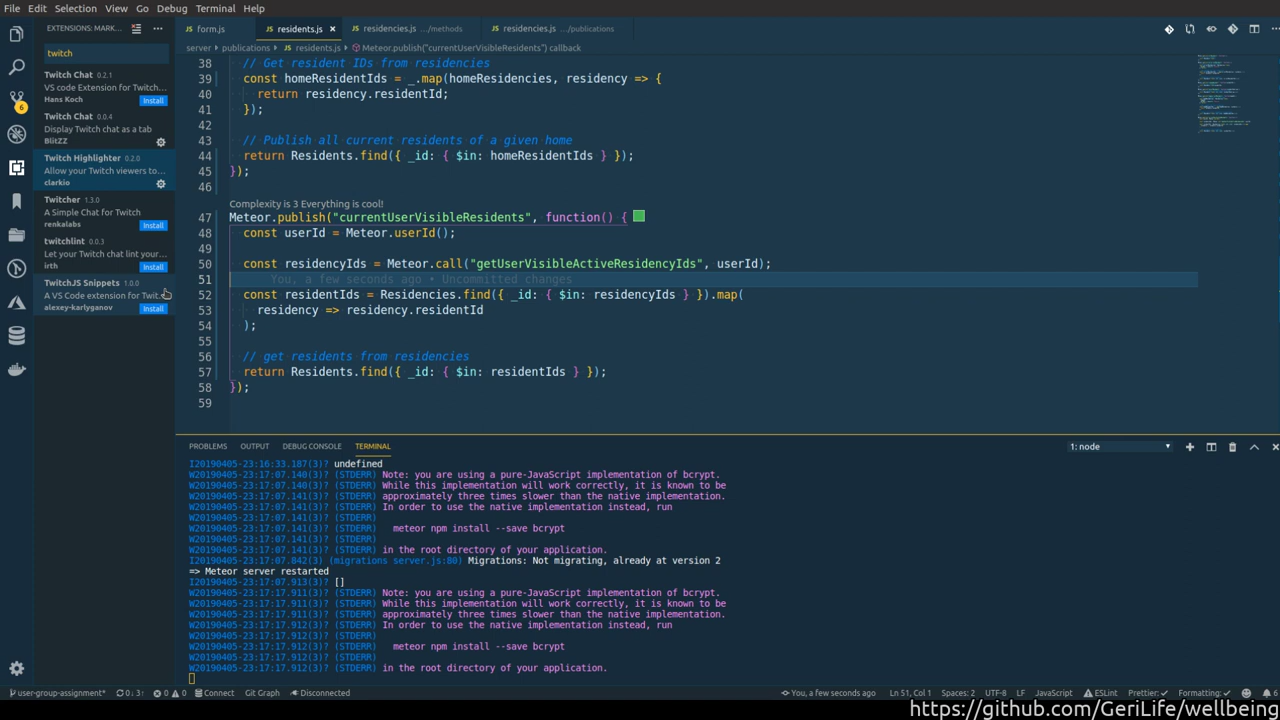 File Edit Selection View Go Debug Terminal Help
EXTENSIONS: MARK...
twitch
Twitch Chat 0.2.1
VS code Extension for Twitch...
Hans Koch Install
Twitch Chat 0.0.4
Display Twitch chat as a tab
BlitZZ
Twitch Highlighter 0.2.0
Allow your Twitch viewers to...
clarkio
Twitcher 1.3.0
A Simple Chat for Twitch
renkalabs Install
twitchlint 0.0.3
Let your Twitch chat lint your...
irth Install
TwitchJS Snippets 1.0.0
A VS Code extension for Twit...
alexey-karlyganov Install
6
form.js residents.js × residencies.js .../methods residencies.js .../publications
server › publications › residents.js › Meteor.publish("currentUserVisibleResidents") callback
38 // Get resident IDs from residencies
39 const homeResidentIds = _.map(homeResidencies, residency => {
40 return residency.residentId;
41 });
42
43 // Publish all current residents of a given home
44 return Residents.find({ _id: { $in: homeResidentIds } });
45 });
46
Complexity is 3 Everything is cool!
47 Meteor.publish("currentUserVisibleResidents", function() {
48 const userId = Meteor.userId();
49
50 const residencyIds = Meteor.call("getUserVisibleActiveResidencyIds", userId);
51 You, a few seconds ago • Uncommitted changes
52 const residentIds = Residencies.find({ _id: { $in: residencyIds } }).map(
53 residency => residency.residentId
54 );
55
56 // get residents from residencies
57 return Residents.find({ _id: { $in: residentIds } });
58 });
59
PROBLEMS OUTPUT DEBUG CONSOLE TERMINAL 1: node
I20190405-23:16:33.187(3)? undefined
W20190405-23:17:07.140(3)? (STDERR) Note: you are using a pure-JavaScript implementation of bcrypt.
W20190405-23:17:07.140(3)? (STDERR) While this implementation will work correctly, it is known to be
W20190405-23:17:07.141(3)? (STDERR) approximately three times slower than the native implementation.
W20190405-23:17:07.141(3)? (STDERR) In order to use the native implementation instead, run
W20190405-23:17:07.141(3)? (STDERR)
W20190405-23:17:07.141(3)? (STDERR) meteor npm install --save bcrypt
W20190405-23:17:07.141(3)? (STDERR)
W20190405-23:17:07.141(3)? (STDERR) in the root directory of your application.
I20190405-23:17:07.842(3) (migrations server.js:80) Migrations: Not migrating, already at version 2
=> Meteor server restarted
I20190405-23:17:07.913(3)? []
W20190405-23:17:17.911(3)? (STDERR) Note: you are using a pure-JavaScript implementation of bcrypt.
W20190405-23:17:17.911(3)? (STDERR) While this implementation will work correctly, it is known to be
W20190405-23:17:17.911(3)? (STDERR) approximately three times slower than the native implementation.
W20190405-23:17:17.912(3)? (STDERR) In order to use the native implementation instead, run
W20190405-23:17:17.912(3)? (STDERR)
W20190405-23:17:17.912(3)? (STDERR) meteor npm install --save bcrypt
W20190405-23:17:17.912(3)? (STDERR)
W20190405-23:17:17.912(3)? (STDERR) in the root directory of your application.
user-group-assignment* 0↓ 3↑ 0 0 Connect Git Graph Disconnected You, a few seconds ago Ln 51, Col 1 Spaces: 2 UTF-8 LF JavaScript ESLint Prettier: ✓ Formatting: ✓ 6
https://github.com/GeriLife/wellbeing